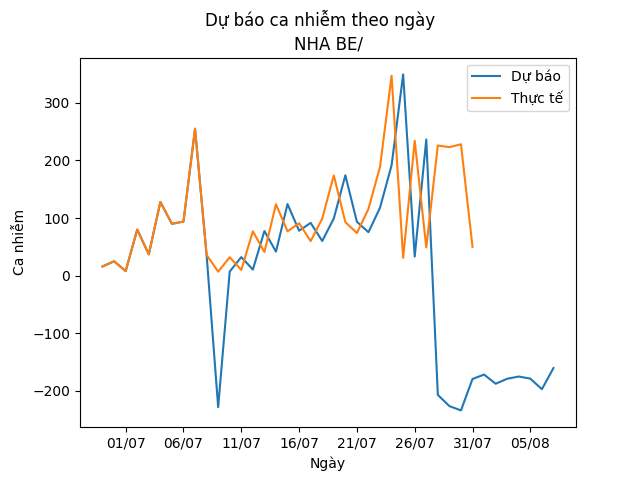 Dự báo ca nhiễm theo ngày
NHA BE/
Dự báo
Thực tế
Ca nhiễm
300
200
100
0
−100
−200
01/07 06/07 11/07 16/07 21/07 26/07 31/07 05/08
Ngày